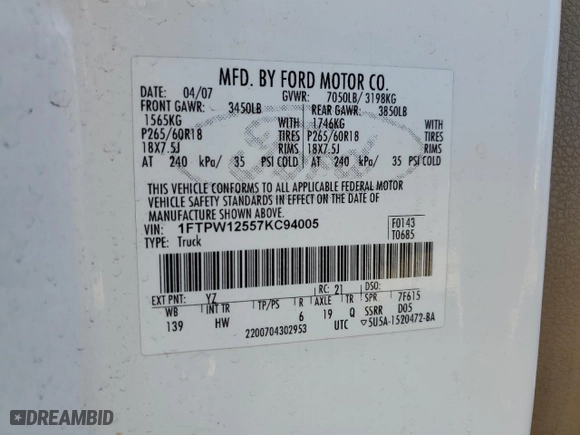 MFD. BY FORD MOTOR CO.
DATE: 04/07 GVWR: 7050LB/ 3198KG
FRONT GAWR: 3450LB REAR GAWR: 3850LB
1565KG WITH 1746KG WITH
P265/60R18 TIRES P265/60R18 TIRES
18X7.5J RIMS 18X7.5J RIMS
AT 240 kPa/ 35 PSI COLD AT 240 kPa/ 35 PSI COLD
THIS VEHICLE CONFORMS TO ALL APPLICABLE FEDERAL MOTOR
VEHICLE SAFETY STANDARDS IN EFFECT ON THE DATE OF
MANUFACTURE SHOWN ABOVE.
VIN: 1FTPW12557KC94005 F0143
TYPE: Truck T0685
EXT PNT: YZ RC: 21 DSO:
WB INT TR TP/PS R AXLE TR SPR 7F615
139 HW 6 19 Q SSRR D05
2200704302953 UTC 5U5A-1520472-BA
DREAMBID